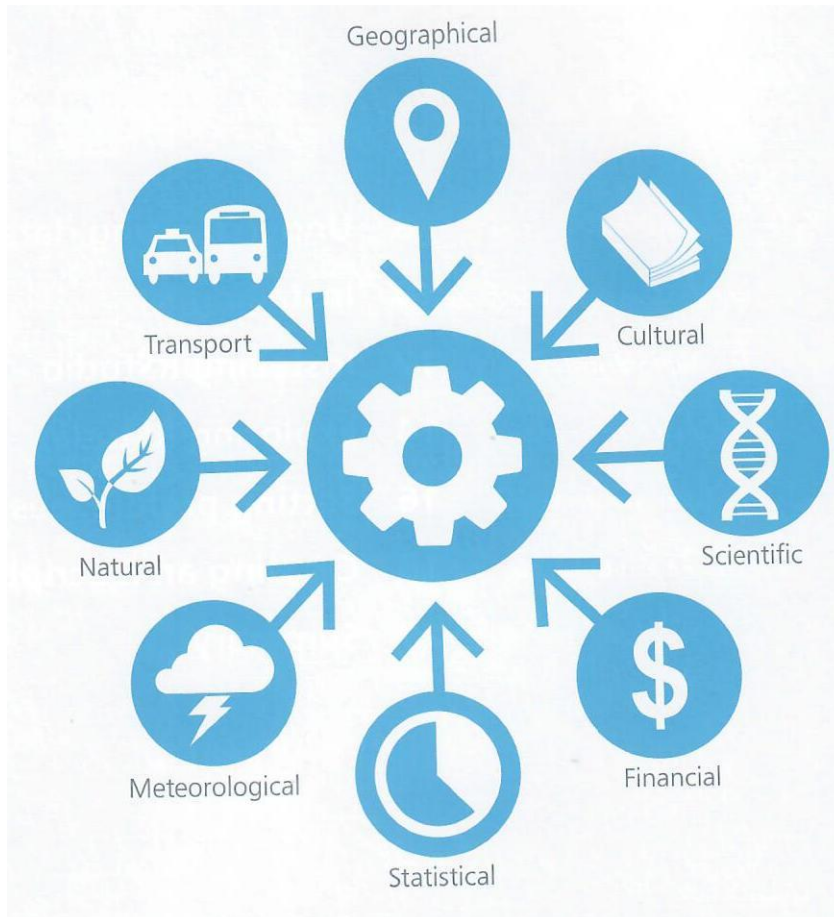 Geographical
Transport
Cultural
Natural
Scientific
Meteorological
Financial
Statistical
$